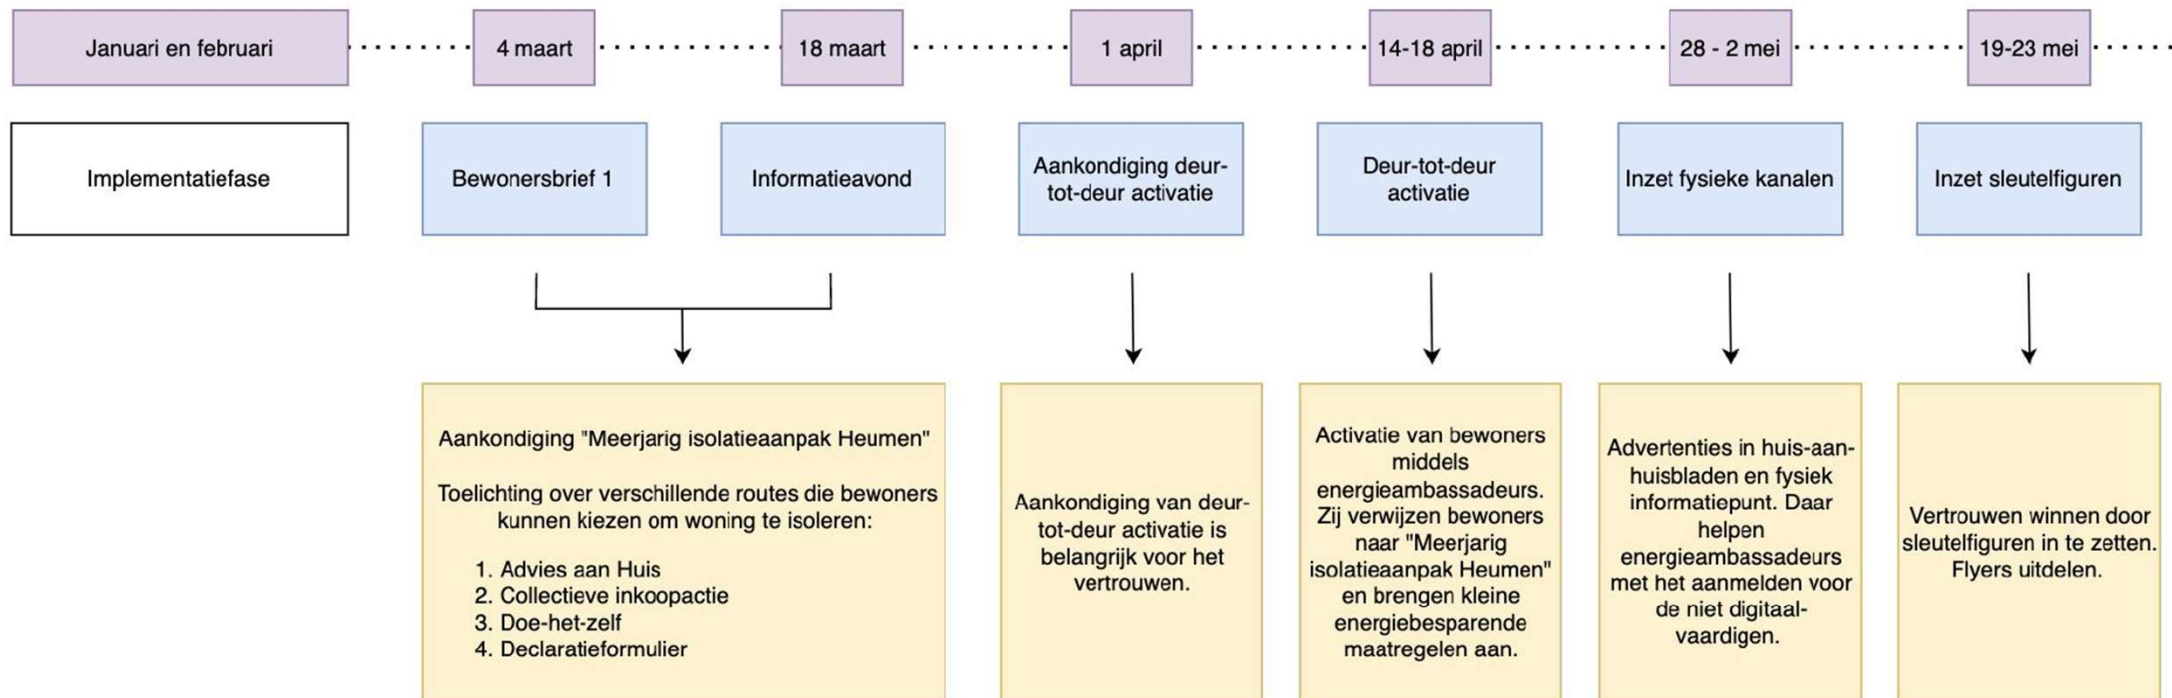 Januari en februari
4 maart
18 maart
1 april
14-18 april
28 - 2 mei
19-23 mei
Implementatiefase
Bewonersbrief 1
Informatieavond
Aankondiging deur-
tot-deur activatie
Deur-tot-deur
activatie
Inzet fysieke kanalen
Inzet sleutelfiguren
Aankondiging "Meerjarig isolatieaanpak Heumen"
Toelichting over verschillende routes die bewoners
kunnen kiezen om woning te isoleren:
1. Advies aan Huis
2. Collectieve inkoopactie
3. Doe-het-zelf
4. Declaratieformulier
Aankondiging van deur-
tot-deur activatie is
belangrijk voor het
vertrouwen.
Activatie van bewoners
middels
energieambassadeurs.
Zij verwijzen bewoners
naar "Meerjarig
isolatieaanpak Heumen"
en brengen kleine
energiebesparende
maatregelen aan.
Advertenties in huis-aan-
huisbladen en fysiek
informatiepunt. Daar
helpen
energieambassadeurs
met het aanmelden voor
de niet digitaal-
vaardigen.
Vertrouwen winnen door
sleutelfiguren in te zetten.
Flyers uitdelen.